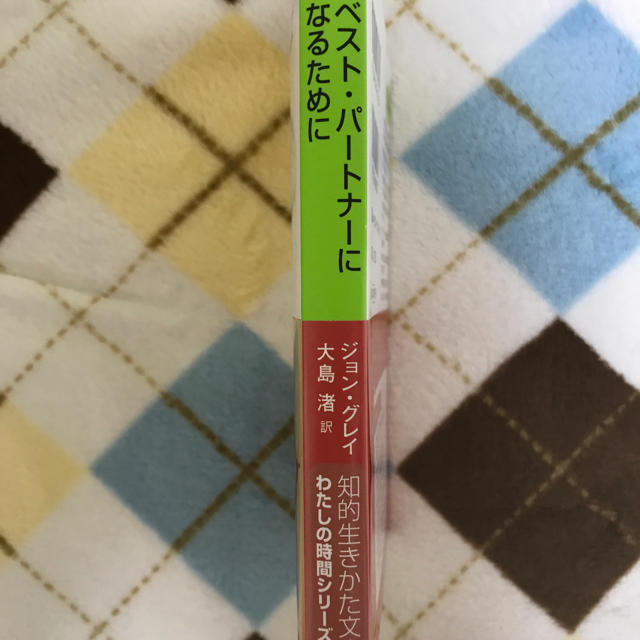 ベスト・パートナーに
なるために
ジョン・グレイ
大島 渚 訳
知的生きかた文
わたしの時間シリーズ